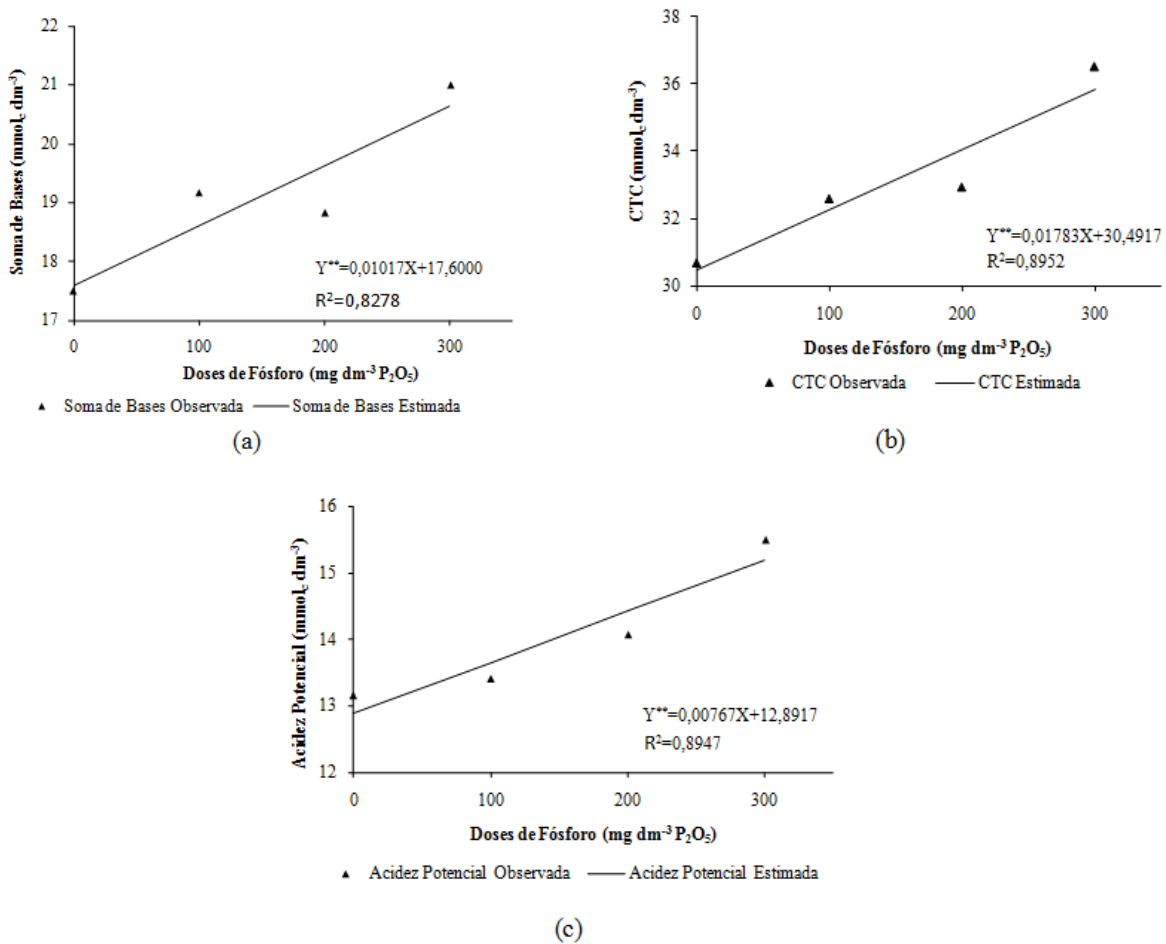 22
21
20
19
18
17
Soma de Bases (mmol_c dm^-3)
Y**=0,01017X+17,6000
R²=0,8278
0 100 200 300
Doses de Fósforo (mg dm⁻³ P₂O₅)
Soma de Bases Observada Soma de Bases Estimada
(a)
38
36
34
32
30
CTC (mmol_c dm^-3)
Y**=0,01783X+30,4917
R²=0,8952
0 100 200 300
Doses de Fósforo (mg dm⁻³ P₂O₅)
CTC Observada CTC Estimada
(b)
16
15
14
13
12
Acidez Potencial (mmol_c dm^-3)
Y**=0,00767X+12,8917
R²=0,8947
0 100 200 300
Doses de Fósforo (mg dm⁻³ P₂O₅)
Acidez Potencial Observada Acidez Potencial Estimada
(c)